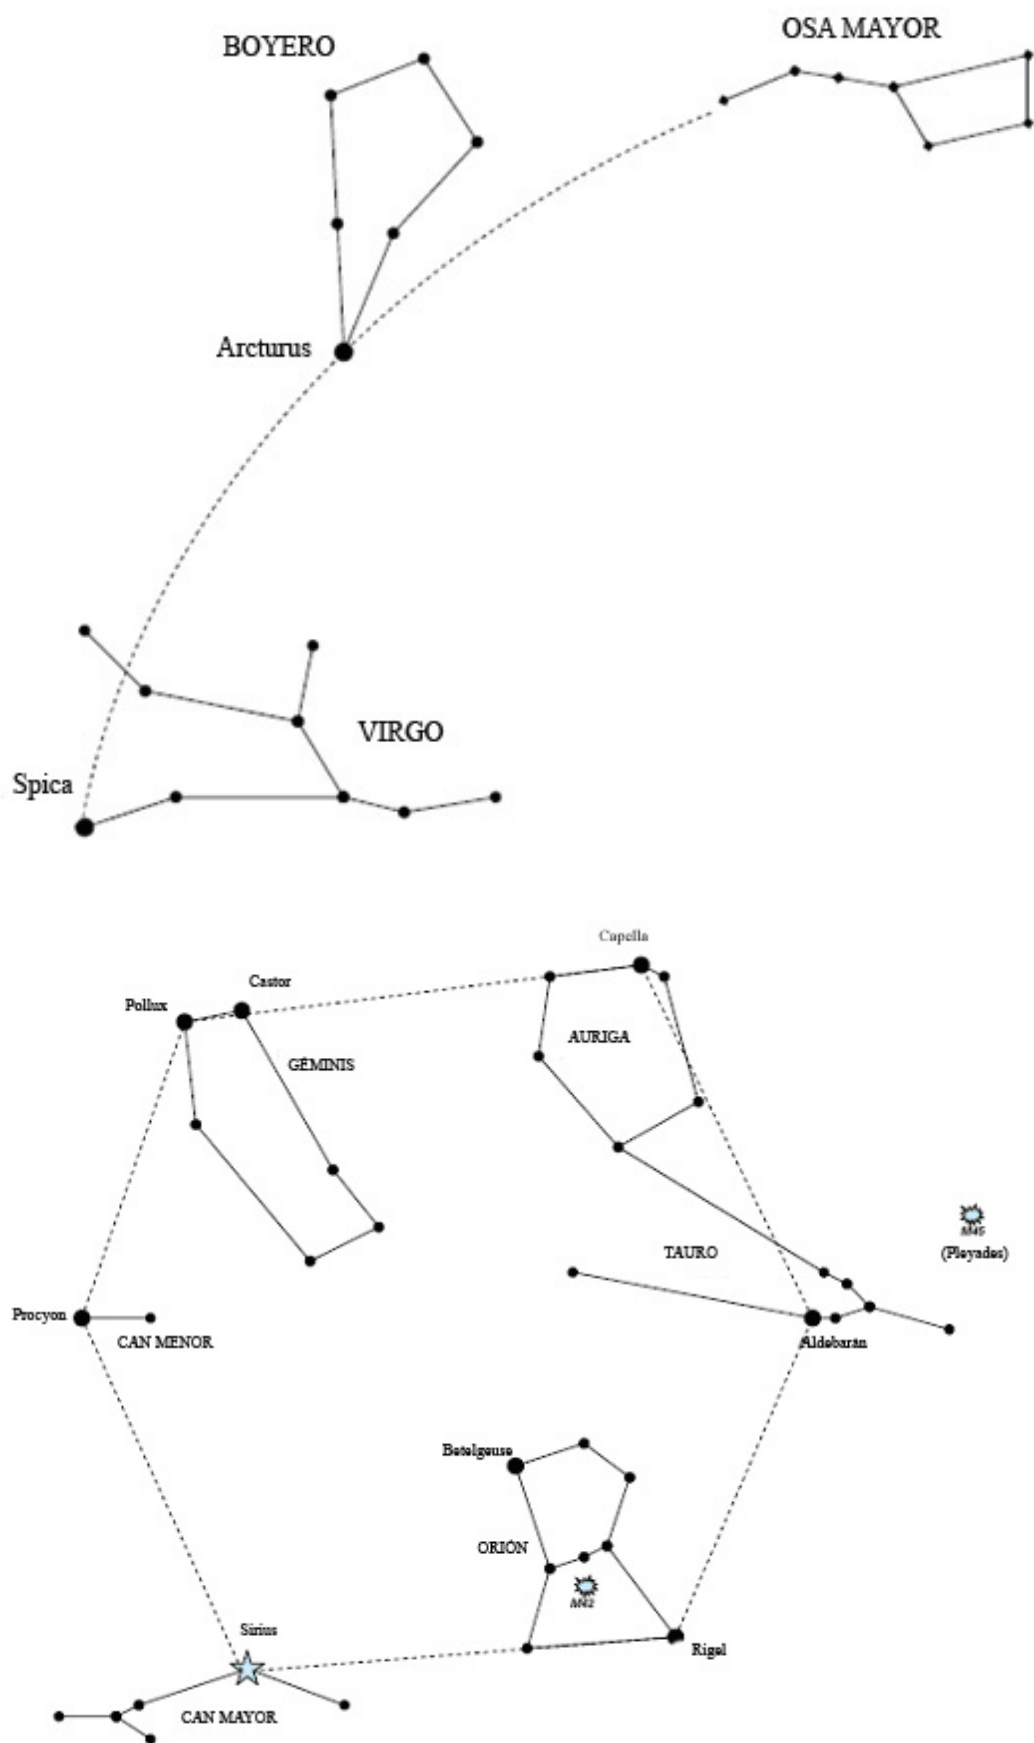 OSA MAYOR
BOYERO
Arcturus
VIRGO
Spica
Capella
Castor
Pollux
AURIGA
GÉMINIS
M45
(Pleyades)
TAURO
Procyon
CAN MENOR
Aldebarán
Betelgeuse
ORIÓN
M42
Sirius
Rigel
CAN MAYOR